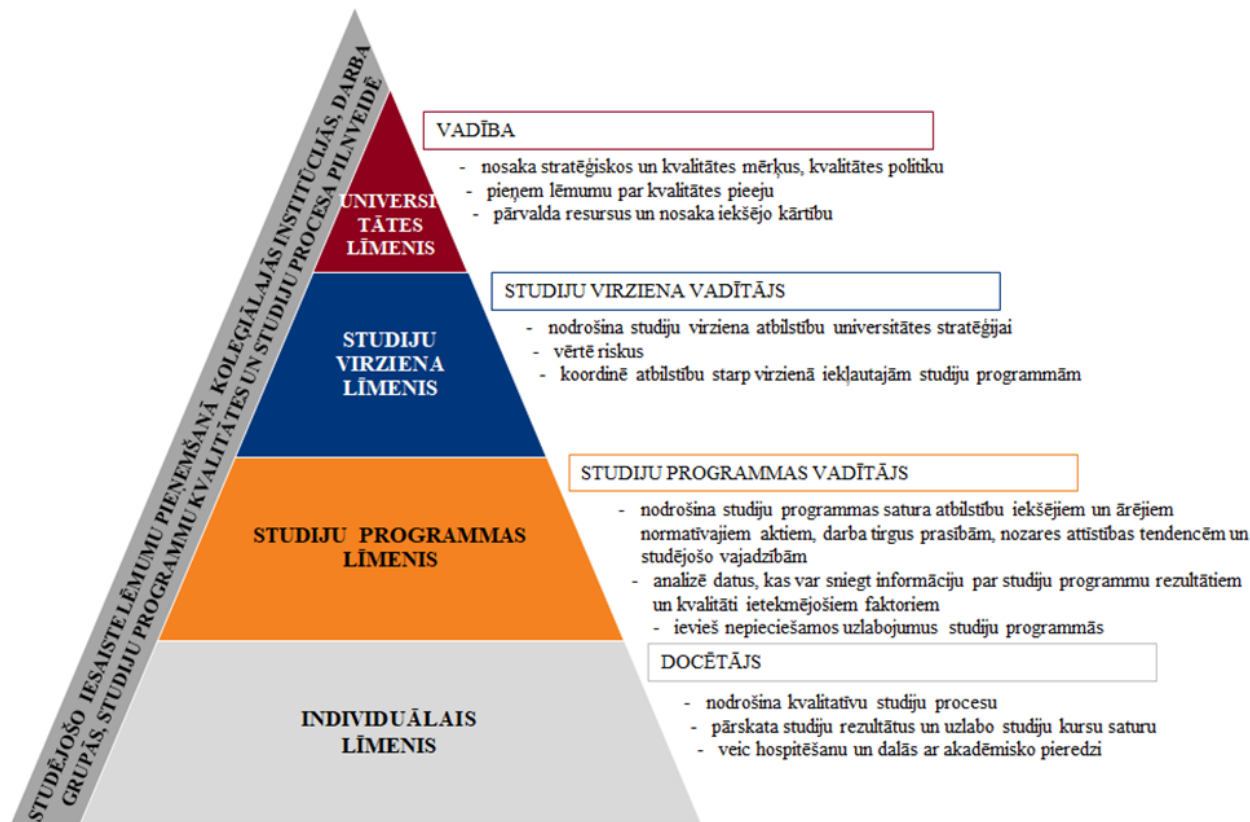 STUDĒJOŠO IESAISTE LĒMUMU PIEŅEMŠANĀ KOLEĢIĀLAJĀS INSTITŪCIJĀS, DARBA
GRUPĀS, STUDIJU PROGRAMMU KVALITĀTES UN STUDIJU PROCESA PILNVEIDĒ
UNIVERSI
TĀTES
LĪMENIS
VADĪBA
- nosaka stratēģiskos un kvalitātes mērķus, kvalitātes politiku
- pieņem lēmumu par kvalitātes pieeju
- pārvalda resursus un nosaka iekšējo kārtību
STUDIJU
VIRZIENA
LĪMENIS
STUDIJU VIRZIENA VADĪTĀJS
- nodrošina studiju virziena atbilstību universitātes stratēģijai
- vērtē riskus
- koordinē atbilstību starp virzienā iekļautajām studiju programmām
STUDIJU PROGRAMMAS
LĪMENIS
STUDIJU PROGRAMMAS VADĪTĀJS
- nodrošina studiju programmas satura atbilstību iekšējiem un ārējiem
normatīvajiem aktiem, darba tirgus prasībām, nozares attīstības tendencēm un
studējošo vajadzībām
- analizē datus, kas var sniegt informāciju par studiju programmu rezultātiem
un kvalitāti ietekmējošiem faktoriem
- ievieš nepieciešamos uzlabojumus studiju programmās
INDIVIDUĀLAIS
LĪMENIS
DOCĒTĀJS
- nodrošina kvalitatīvu studiju procesu
- pārskata studiju rezultātus un uzlabo studiju kursu saturu
- veic hospitēšanu un dalās ar akadēmisko pieredzi